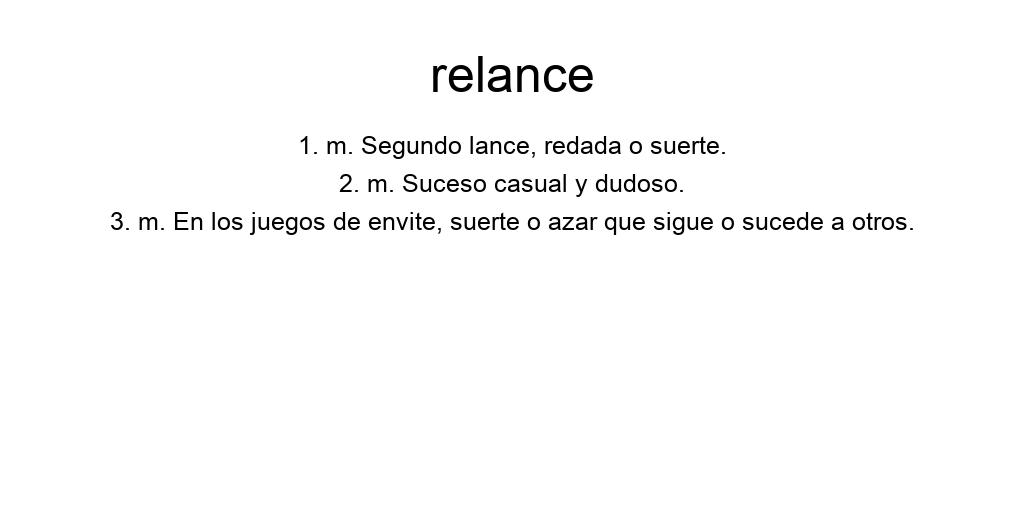 relance
1. m. Segundo lance, redada o suerte.
2. m. Suceso casual y dudoso.
3. m. En los juegos de envite, suerte o azar que sigue o sucede a otros.